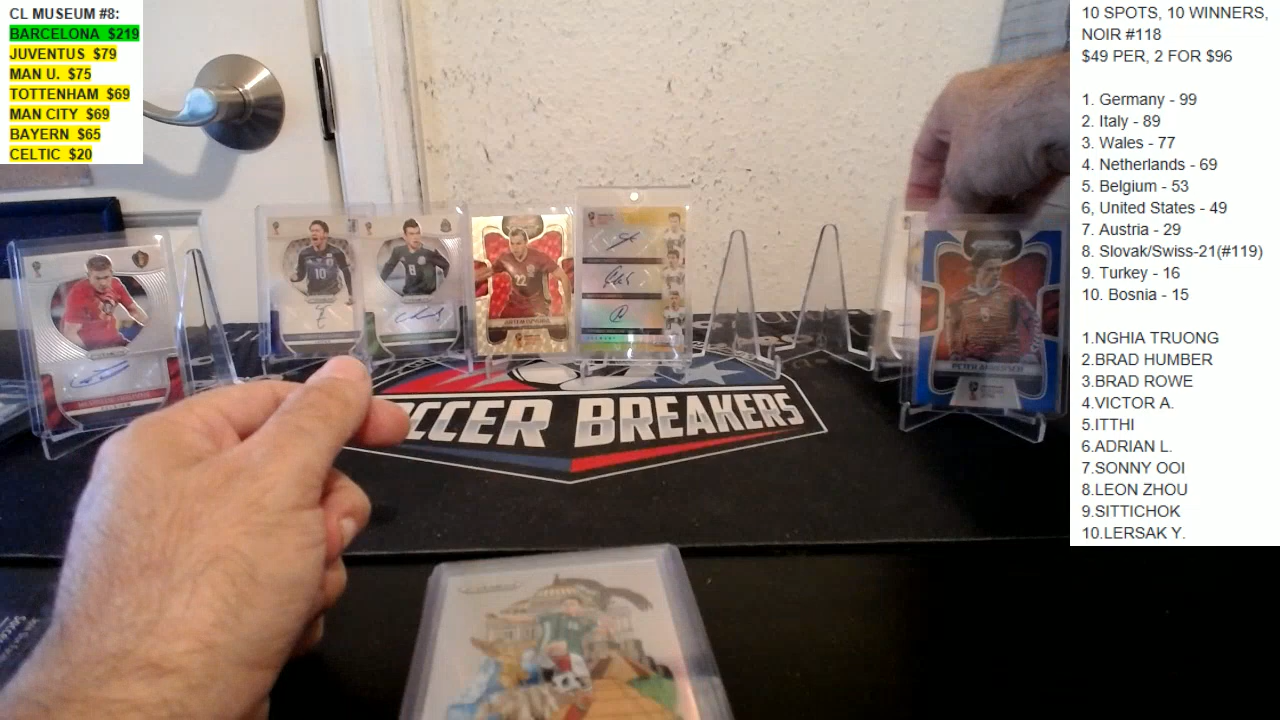 CL MUSEUM #8:
BARCELONA $219
JUVENTUS $79
MAN U. $75
TOTTENHAM $69
MAN CITY $69
BAYERN $65
CELTIC $20
10 SPOTS, 10 WINNERS,
NOIR #118
$49 PER, 2 FOR $96
1. Germany - 99
2. Italy - 89
3. Wales - 77
4. Netherlands - 69
5. Belgium - 53
6, United States - 49
7. Austria - 29
8. Slovak/Swiss-21(#119)
9. Turkey - 16
10. Bosnia - 15
1.NGHIA TRUONG
2.BRAD HUMBER
3.BRAD ROWE
4.VICTOR A.
5.ITTHI
6.ADRIAN L.
7.SONNY OOI
8.LEON ZHOU
9.SITTICHOK
10.LERSAK Y.
10
8
22
BREAKERS